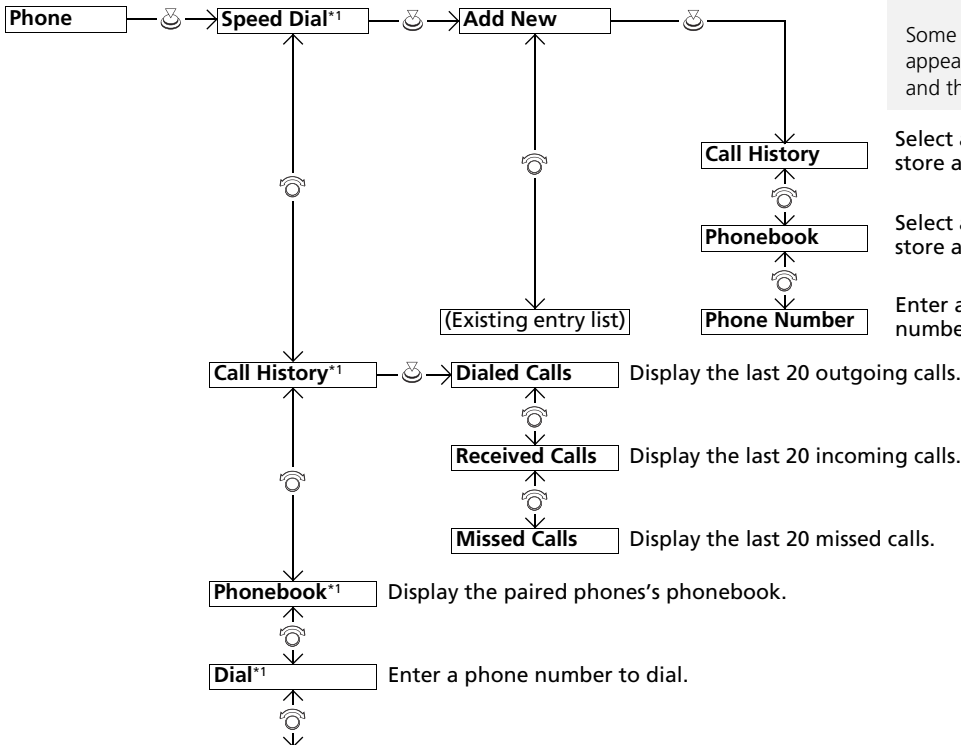 Phone
Speed Dial*1
Add New
Some
appea
and th
Call History
Select a
store a
Phonebook
Select a
store a
(Existing entry list)
Phone Number
Enter a
numbe
Call History*1
Dialed Calls
Display the last 20 outgoing calls.
Received Calls
Display the last 20 incoming calls.
Missed Calls
Display the last 20 missed calls.
Phonebook*1
Display the paired phones's phonebook.
Dial*1
Enter a phone number to dial.